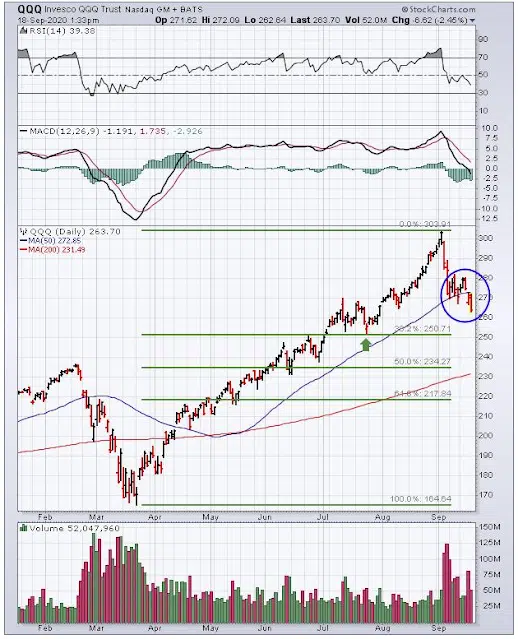 QQQ Invesco QQQ Trust Nasdaq GM + BATS
© StockCharts.com
18-Sep-2020 1:33pm
Op 271.62 Hi 272.09 Lo 262.64 Last 263.70 Vol 52.0M Chg -6.62 (-2.45%)
RSI(14) 39.38
90
70
50
30
10
MACD(12,26,9) -1.191, 1.735, -2.926
10.0
7.5
5.0
2.5
0.0
-2.5
-5.0
-7.5
-10.0
-12.5
QQQ (Daily) 263.70
MA(50) 272.85
MA(200) 231.49
0.0%: 303.91
38.2%: 250.71
50.0%: 234.27
61.8%: 217.84
100.0%: 164.64
300
290
280
270
260
250
240
230
220
210
200
190
180
170
Feb Mar Apr May Jun Jul Aug Sep
Volume 52,047,960
150M
125M
100M
75M
50M
25M
Feb Mar Apr May Jun Jul Aug Sep